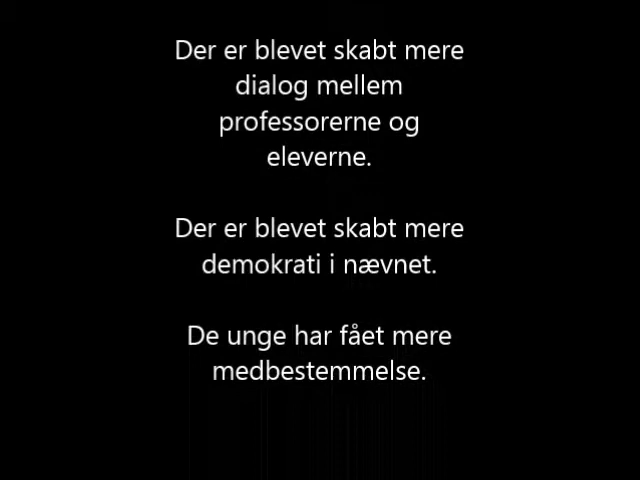 Der er blevet skabt mere
dialog mellem
professorerne og
eleverne.
Der er blevet skabt mere
demokrati i nævnet.
De unge har fået mere
medbestemmelse.